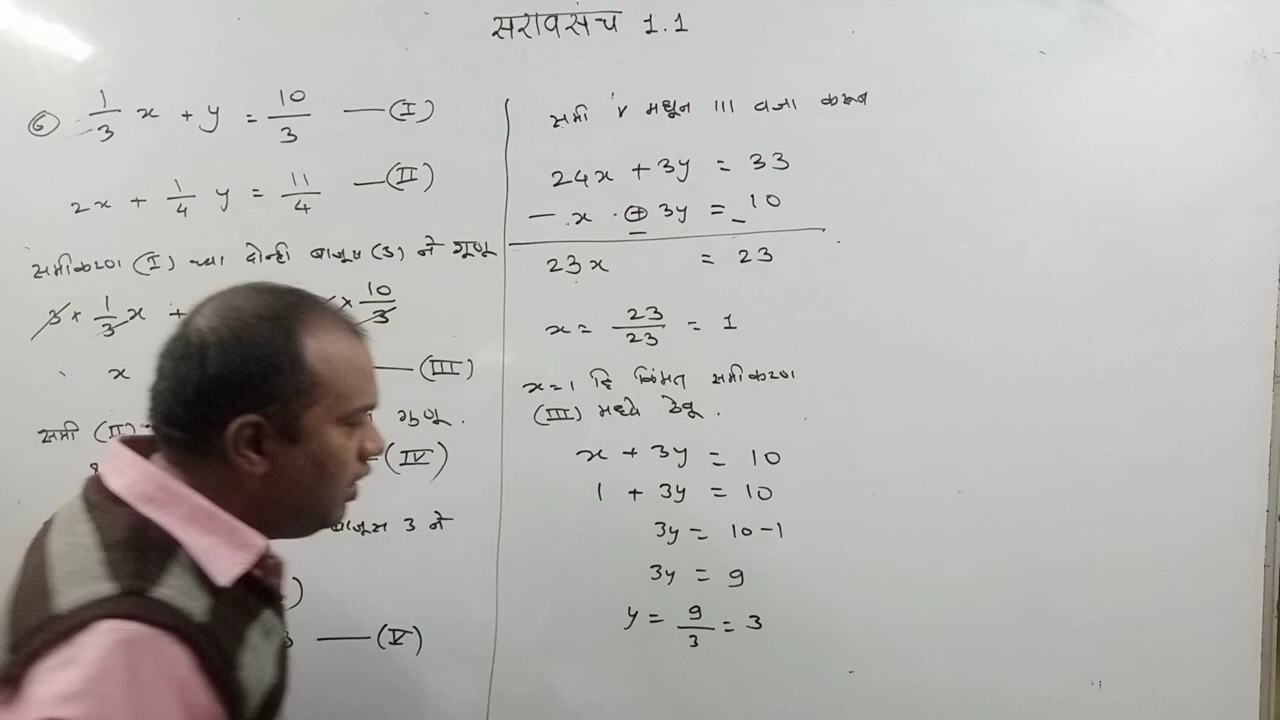 सरावसंच 1.1
6 1/3 x + y = 10/3 —(I)
2x + 1/4 y = 11/4 —(II)
समीकरण (I) च्या दोन्ही बाजूस (3) ने गुणू
3 × 1/3 x + × 10/3
x —(III)
समी (II) गुणू.
—(IV)
बाजूस 3 ने
—(V)
समी V मधून III वजा करून
24x + 3y = 33
— x + 3y = _ 10
23x = 23
x = 23/23 = 1
x=1 हि किंमत समीकरण
(III) मध्ये ठेवू.
x + 3y = 10
1 + 3y = 10
3y = 10-1
3y = 9
y = 9/3 = 3